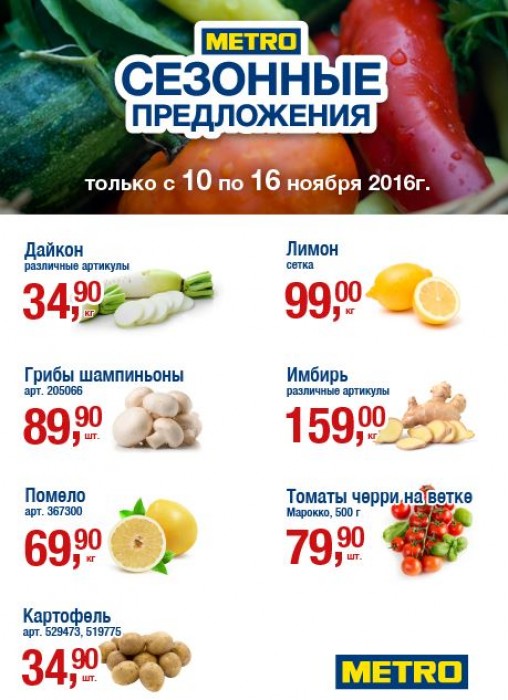 METRO
СЕЗОННЫЕ
ПРЕДЛОЖЕНИЯ
только с 10 по 16 ноября 2016г.
Дайкон
различные артикулы
34,90
кг
Лимон
сетка
99,00
кг
Грибы шампиньоны
арт. 205066
89,90
шт.
Имбирь
различные артикулы
159,00
кг
Помело
арт. 367300
69,90
кг
Томаты черри на ветке
Марокко, 500 г
79,90
шт.
Картофель
арт. 529473, 519775
34,90
шт.
METRO